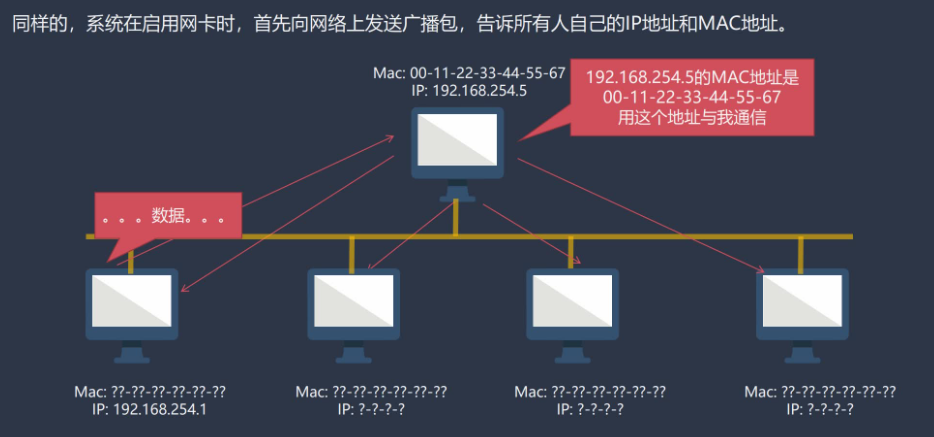 同样的，系统在启用网卡时，首先向网络上发送广播包，告诉所有人自己的IP地址和MAC地址。
Mac: 00-11-22-33-44-55-67
IP: 192.168.254.5
192.168.254.5的MAC地址是
00-11-22-33-44-55-67
用这个地址与我通信
。。。数据。。。
Mac: ??-??-??-??-??-??
IP: 192.168.254.1
Mac: ??-??-??-??-??-??
IP: ?-?-?-?
Mac: ??-??-??-??-??-??
IP: ?-?-?-?
Mac: ??-??-??-??-??-??
IP: ?-?-?-?